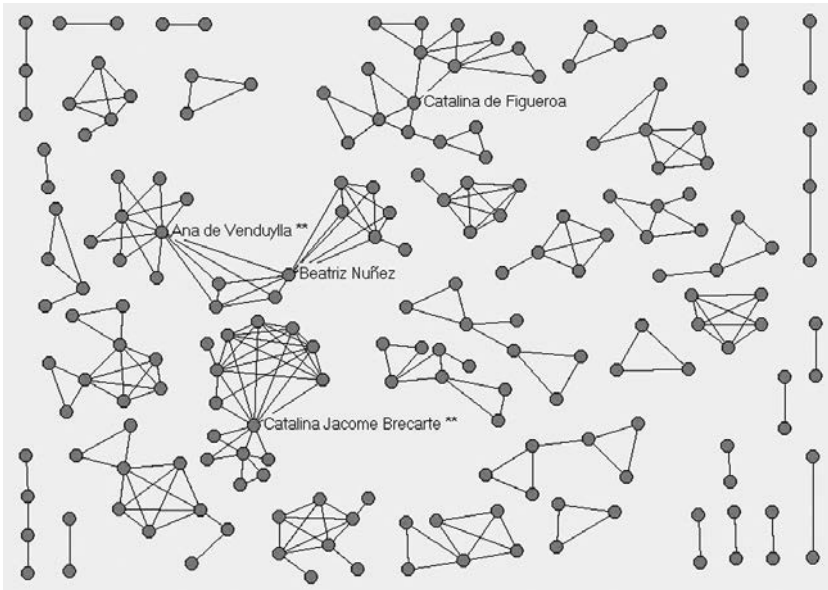 Catalina de Figueroa
Ana de Venduylla **
Beatriz Nuñez
Catalina Jacome Brecarte **